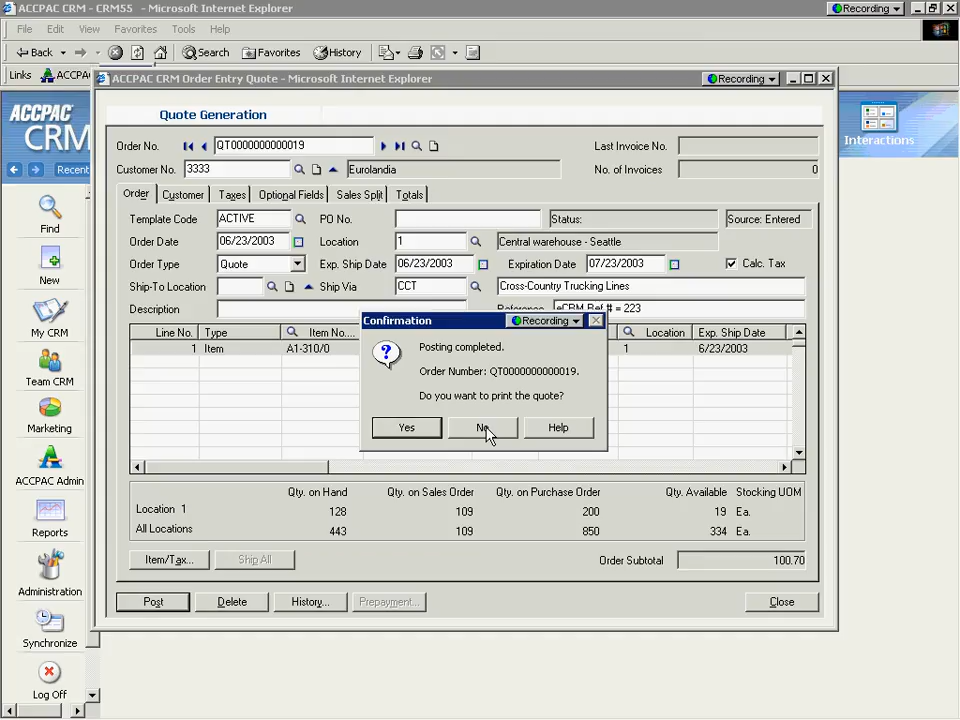 ACCPAC CRM - CRM55 - Microsoft Internet Explorer
Recording
File Edit View Favorites Tools Help
Back Search Favorites History
Links ACCPA
ACCPAC CRM Order Entry Quote - Microsoft Internet Explorer
Recording
ACCPAC
CRM
Recent
Interactions
Find
New
My CRM
Team CRM
Marketing
ACCPAC Admin
Reports
Administration
Synchronize
Log Off
Quote Generation
Order No. QT0000000000019 Last Invoice No.
Customer No. 3333 Eurolandia No. of Invoices 0
Order Customer Taxes Optional Fields Sales Split Totals
Template Code ACTIVE PO No. Status: Source: Entered
Order Date 06/23/2003 Location 1 Central warehouse - Seattle
Order Type Quote Exp. Ship Date 06/23/2003 Expiration Date 07/23/2003 Calc. Tax
Ship-To Location Ship Via CCT Cross-Country Trucking Lines
Description Reference eCRM Ref # = 223
Line No. Type Item No.... Location Exp. Ship Date
1 Item A1-310/0 1 6/23/2003
Confirmation Recording
Posting completed.
Order Number: QT0000000000019.
Do you want to print the quote?
Yes No Help
Qty. on Hand Qty. on Sales Order Qty. on Purchase Order Qty. Available Stocking UOM
Location 1 128 109 200 19 Ea.
All Locations 443 109 850 334 Ea.
Item/Tax... Ship All Order Subtotal 100.70
Post Delete History... Prepayment... Close